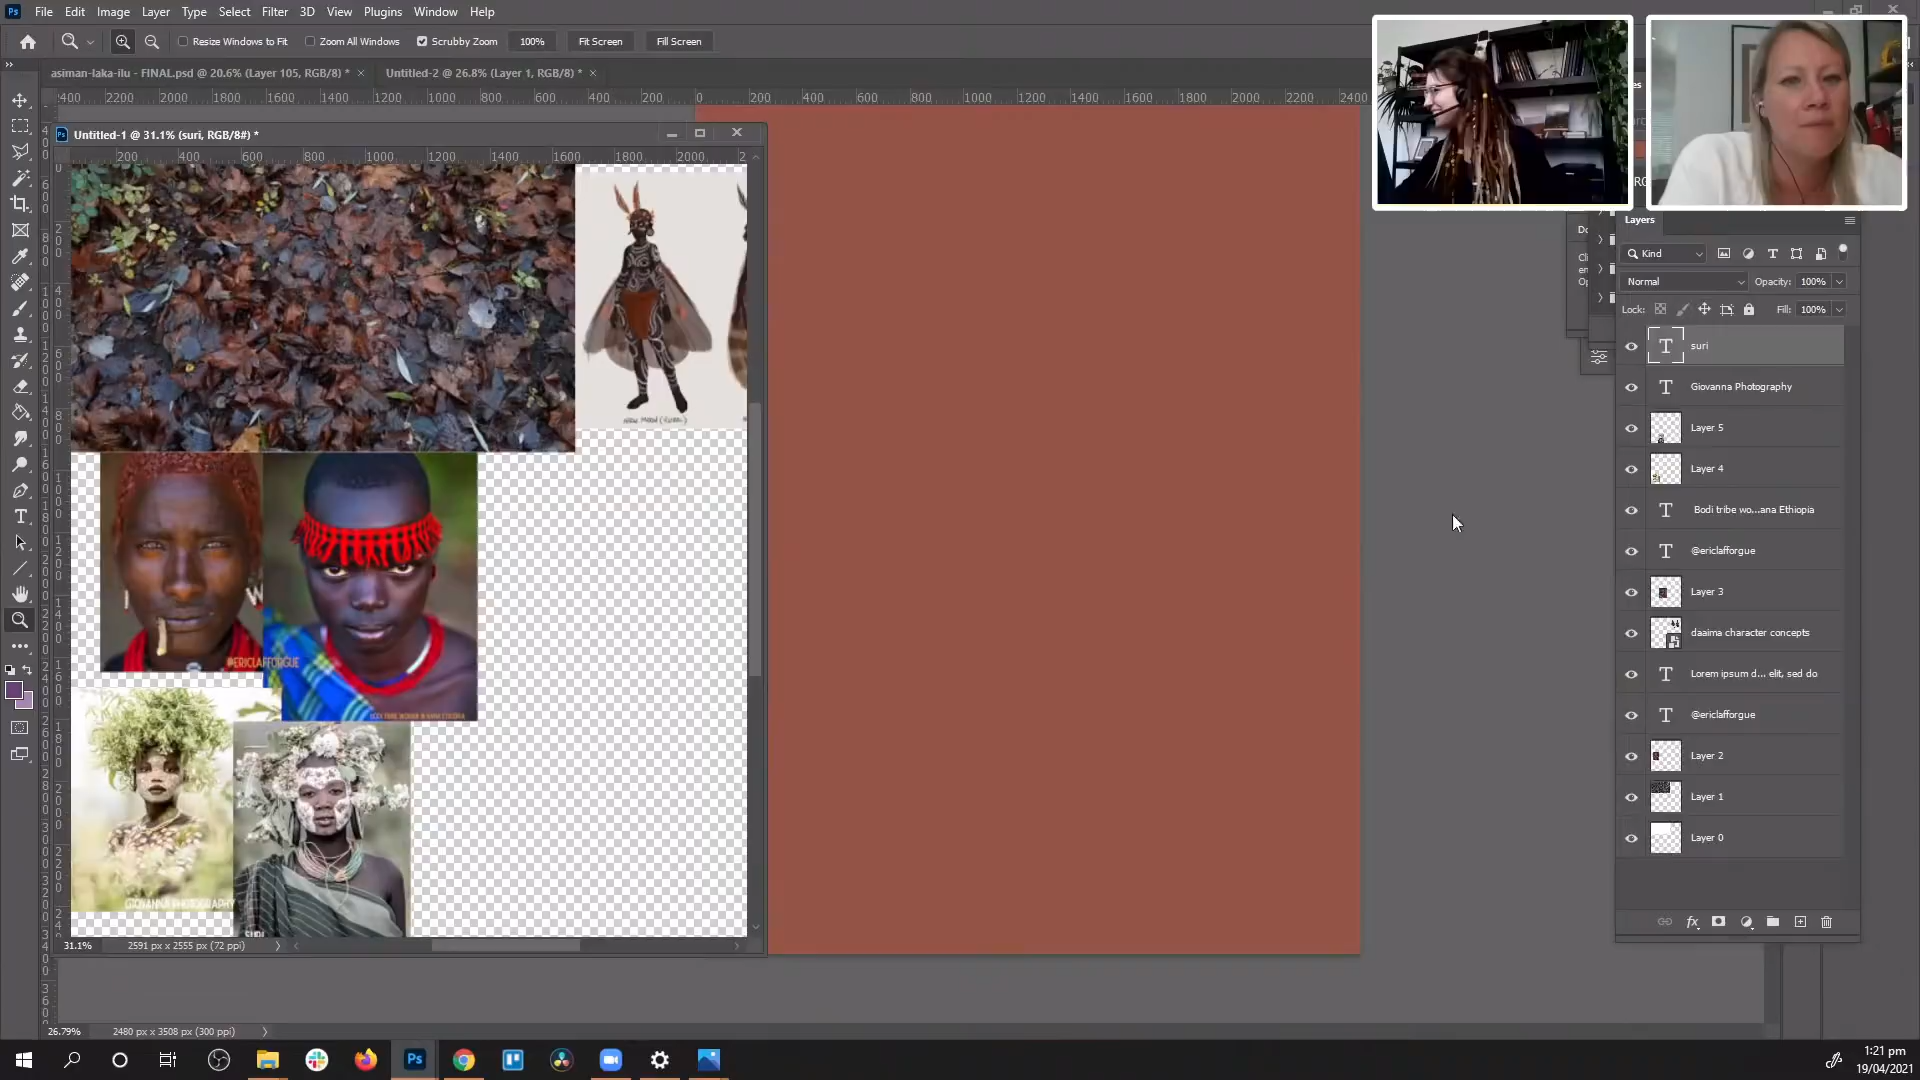 File Edit Image Layer Type Select Filter 3D View Plugins Window Help
Resize Windows to Fit Zoom All Windows Scrubby Zoom 100% Fit Screen Fill Screen
asiman-laka-ilu - FINAL.psd @ 20.6% (Layer 105, RGB/8) * Untitled-2 @ 26.8% (Layer 1, RGB/8) *
2400 2200 2000 1800 1600 1400 1200 1000 800 600 400 200 0 200 400 600 800 1000 1200 1400 1600 1800 2000 2200 2400
Untitled-1 @ 31.1% (suri, RGB/8#) *
200 400 600 800 1000 1200 1400 1600 1800 2000 2
Layers
Kind
Normal Opacity: 100%
Lock: Fill: 100%
suri
Giovanna Photography
Layer 5
Layer 4
Bodi tribe wo...ana Ethiopia
@ericlafforgue
Layer 3
daaima character concepts
Lorem ipsum d... elit, sed do
@ericlafforgue
Layer 2
Layer 1
Layer 0
@ERICLAFFORGUE
GIOVANNA PHOTOGRAPHY
SURI
31.1% 2591 px x 2555 px (72 ppi)
26.79% 2480 px x 3508 px (300 ppi)
1:21 pm
19/04/2021